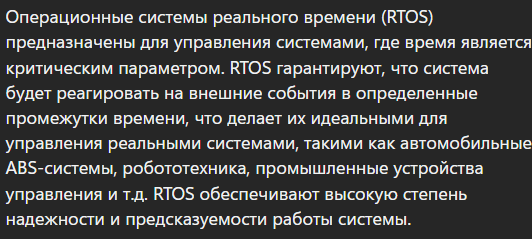 Операционные системы реального времени (RTOS)
предназначены для управления системами, где время является
критическим параметром. RTOS гарантируют, что система
будет реагировать на внешние события в определенные
промежутки времени, что делает их идеальными для
управления реальными системами, такими как автомобильные
ABS-системы, робототехника, промышленные устройства
управления и т.д. RTOS обеспечивают высокую степень
надежности и предсказуемости работы системы.